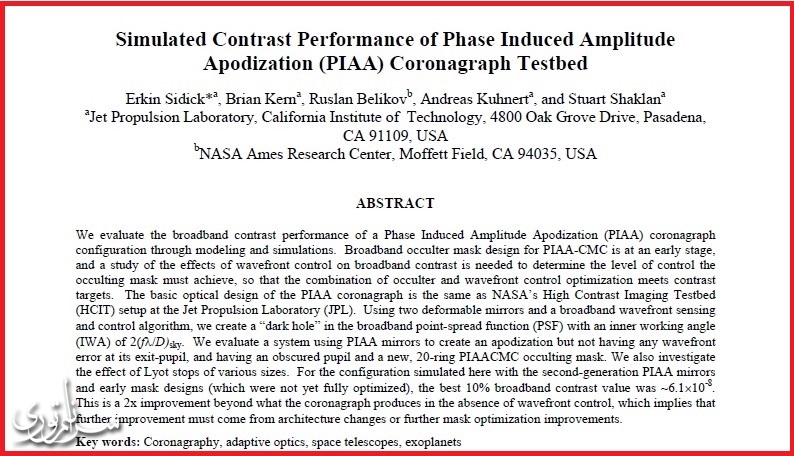 Simulated Contrast Performance of Phase Induced Amplitude
Apodization (PIAA) Coronagraph Testbed
Erkin Sidick*ᵃ, Brian Kernᵃ, Ruslan Belikovᵇ, Andreas Kuhnertᵃ, and Stuart Shaklanᵃ
ᵃJet Propulsion Laboratory, California Institute of Technology, 4800 Oak Grove Drive, Pasadena,
CA 91109, USA
ᵇNASA Ames Research Center, Moffett Field, CA 94035, USA
ABSTRACT
We evaluate the broadband contrast performance of a Phase Induced Amplitude Apodization (PIAA) coronagraph
configuration through modeling and simulations. Broadband occulter mask design for PIAA-CMC is at an early stage,
and a study of the effects of wavefront control on broadband contrast is needed to determine the level of control the
occulting mask must achieve, so that the combination of occulter and wavefront control optimization meets contrast
targets. The basic optical design of the PIAA coronagraph is the same as NASA's High Contrast Imaging Testbed
(HCIT) setup at the Jet Propulsion Laboratory (JPL). Using two deformable mirrors and a broadband wavefront sensing
and control algorithm, we create a “dark hole” in the broadband point-spread function (PSF) with an inner working angle
(IWA) of 2(fλ/D)sky. We evaluate a system using PIAA mirrors to create an apodization but not having any wavefront
error at its exit-pupil, and having an obscured pupil and a new, 20-ring PIAACMC occulting mask. We also investigate
the effect of Lyot stops of various sizes. For the configuration simulated here with the second-generation PIAA mirrors
and early mask designs (which were not yet fully optimized), the best 10% broadband contrast value was ~6.1×10⁻⁸.
This is a 2x improvement beyond what the coronagraph produces in the absence of wavefront control, which implies that
further improvement must come from architecture changes or further mask optimization improvements.
Key words: Coronagraphy, adaptive optics, space telescopes, exoplanets